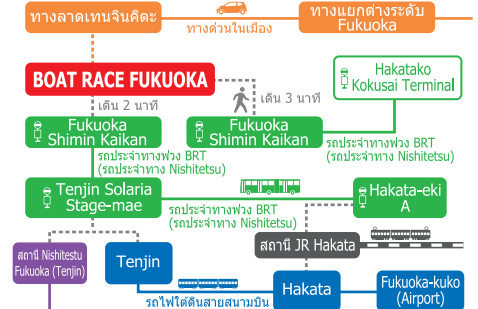 ทางลาดเทนจินคิตะ
ทางด่วนในเมือง
ทางแยกต่างระดับ
Fukuoka
BOAT RACE FUKUOKA
เดิน 2 นาที
เดิน 3 นาที
Hakatako
Kokusai Terminal
Fukuoka
Shimin Kaikan
Fukuoka
Shimin Kaikan
รถประจำทางพ่วง BRT
(รถประจำทาง Nishitetsu)
รถประจำทางพ่วง BRT
(รถประจำทาง Nishitetsu)
Tenjin Solaria
Stage-mae
รถประจำทางพ่วง BRT
(รถประจำทาง Nishitetsu)
Hakata-eki
A
สถานี Nishitestu
Fukuoka (Tenjin)
Tenjin
สถานี JR Hakata
รถไฟใต้ดินสายสนามบิน
Hakata
Fukuoka-kuko
(Airport)